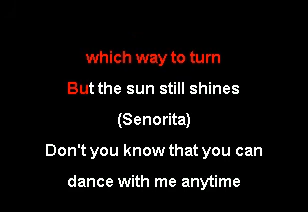 which way to turn
But the sun still shines
(Senorita)
Don't you know that you can
dance with me anytime